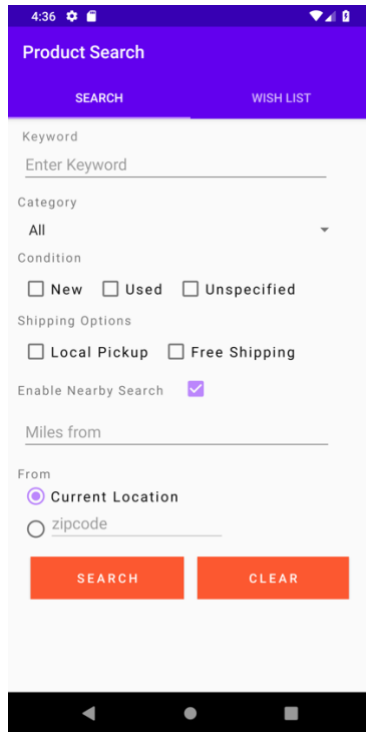 4:36
Product Search
SEARCH WISH LIST
Keyword
Enter Keyword
Category
All
Condition
New Used Unspecified
Shipping Options
Local Pickup Free Shipping
Enable Nearby Search
Miles from
From
Current Location
zipcode
SEARCH CLEAR